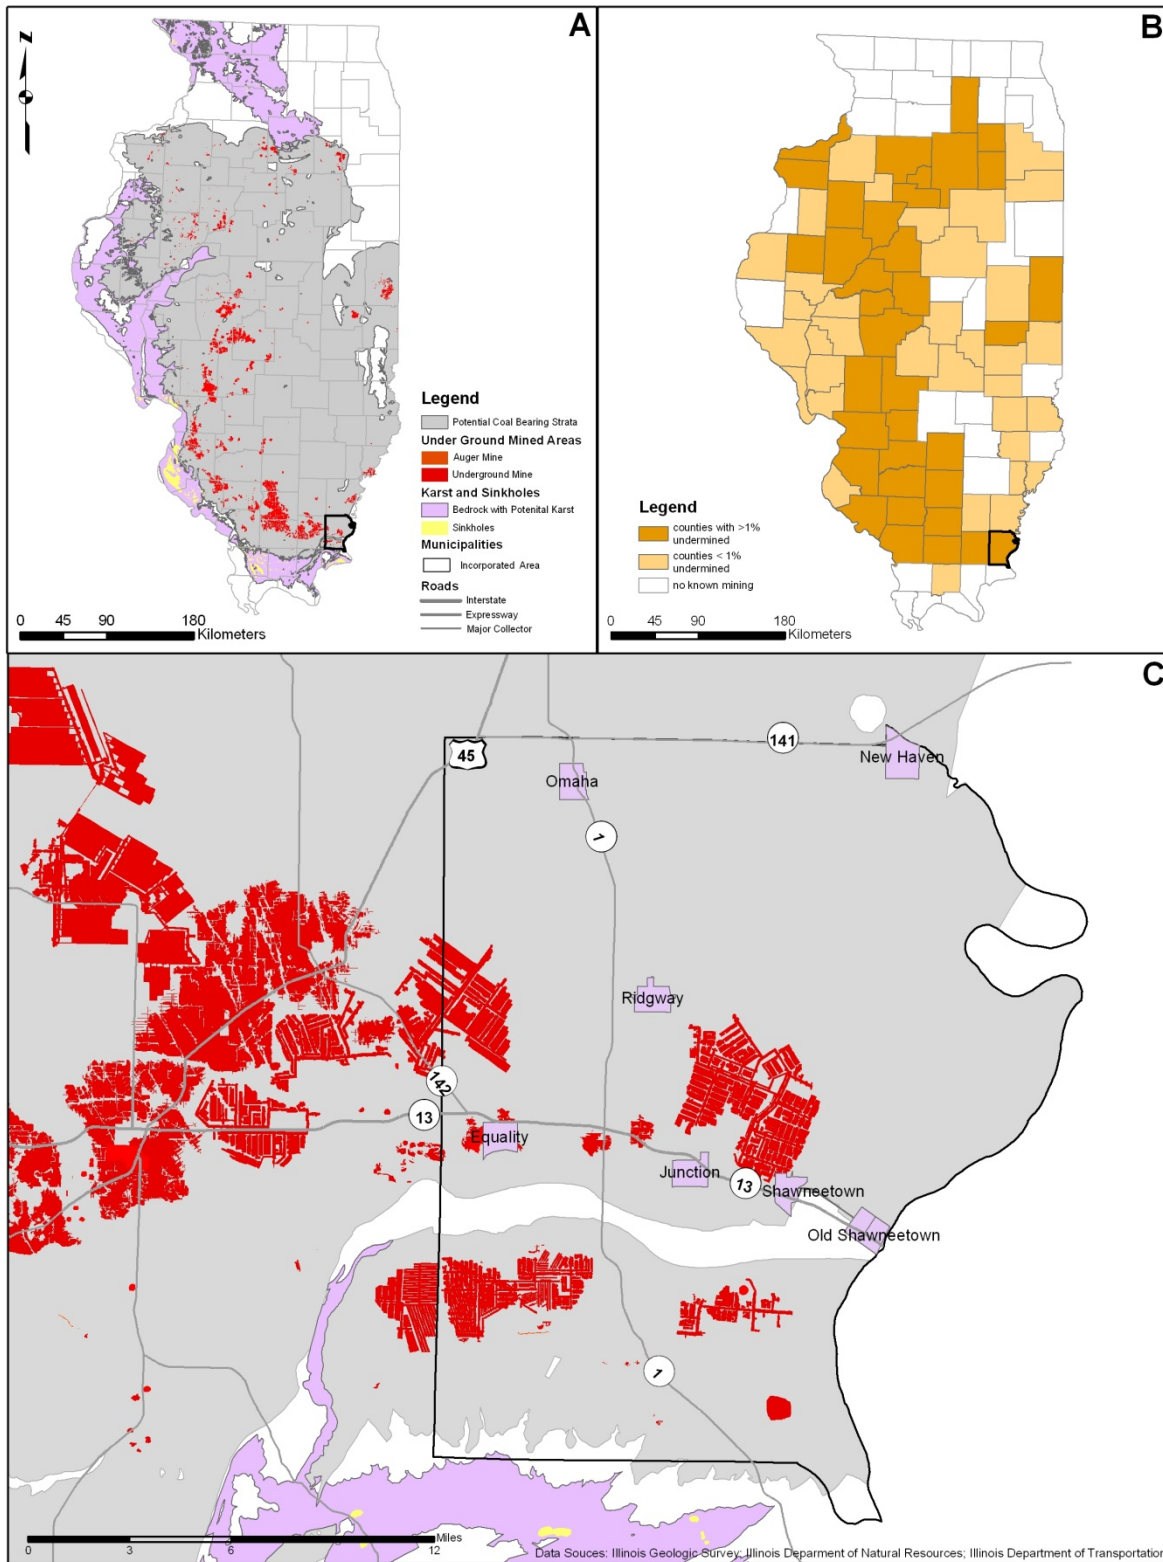 A
z
Legend
Potential Coal Bearing Strata
Under Ground Mined Areas
Auger Mine
Underground Mine
Karst and Sinkholes
Bedrock with Potenital Karst
Sinkholes
Municipalities
Incorporated Area
Roads
Interstate
Expressway
Major Collector
0 45 90 180
Kilometers
B
Legend
counties with >1%
undermined
counties < 1%
undermined
no known mining
0 45 90 180
Kilometers
C
141
45
New Haven
Omaha
1
Ridgway
142
13
Equality
Junction
13
Shawneetown
Old Shawneetown
1
Miles
0 3 6 12
Data Souces: Illinois Geologic Survey; Illinois Deparment of Natural Resources; Illinois Department of Transportation